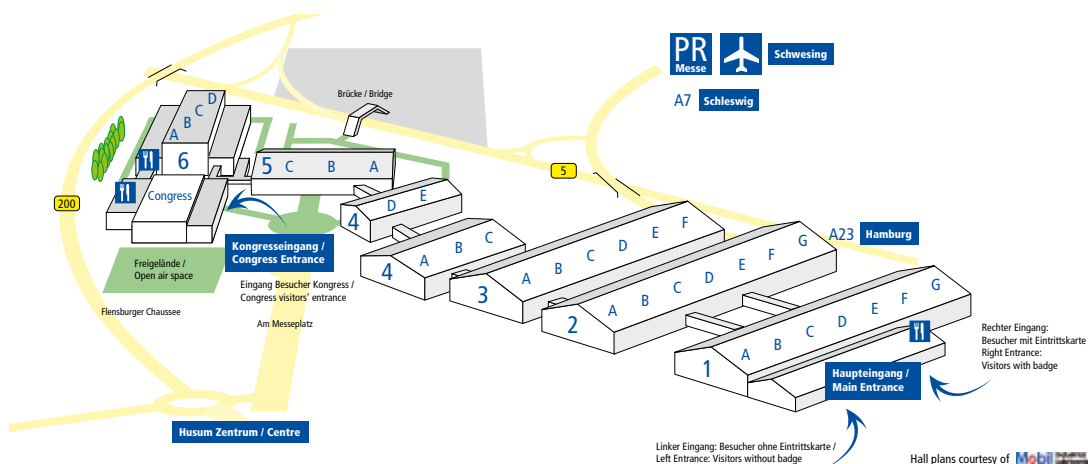 PR
Messe
Schwesing
A7 Schleswig
Brücke / Bridge
A B C D
6
5 C B A
Congress
200
5
4 D E
4 A B C
3 A B C D E F
2 A B C D E F G
1 A B C D E F G
A23 Hamburg
Kongresseingang /
Congress Entrance
Freigelände /
Open air space
Eingang Besucher Kongress /
Congress visitors' entrance
Flensburger Chaussee
Am Messeplatz
Rechter Eingang:
Besucher mit Eintrittskarte
Right Entrance:
Visitors with badge
Haupteingang /
Main Entrance
Husum Zentrum / Centre
Linker Eingang: Besucher ohne Eintrittskarte /
Left Entrance: Visitors without badge
Hall plans courtesy of Mobil